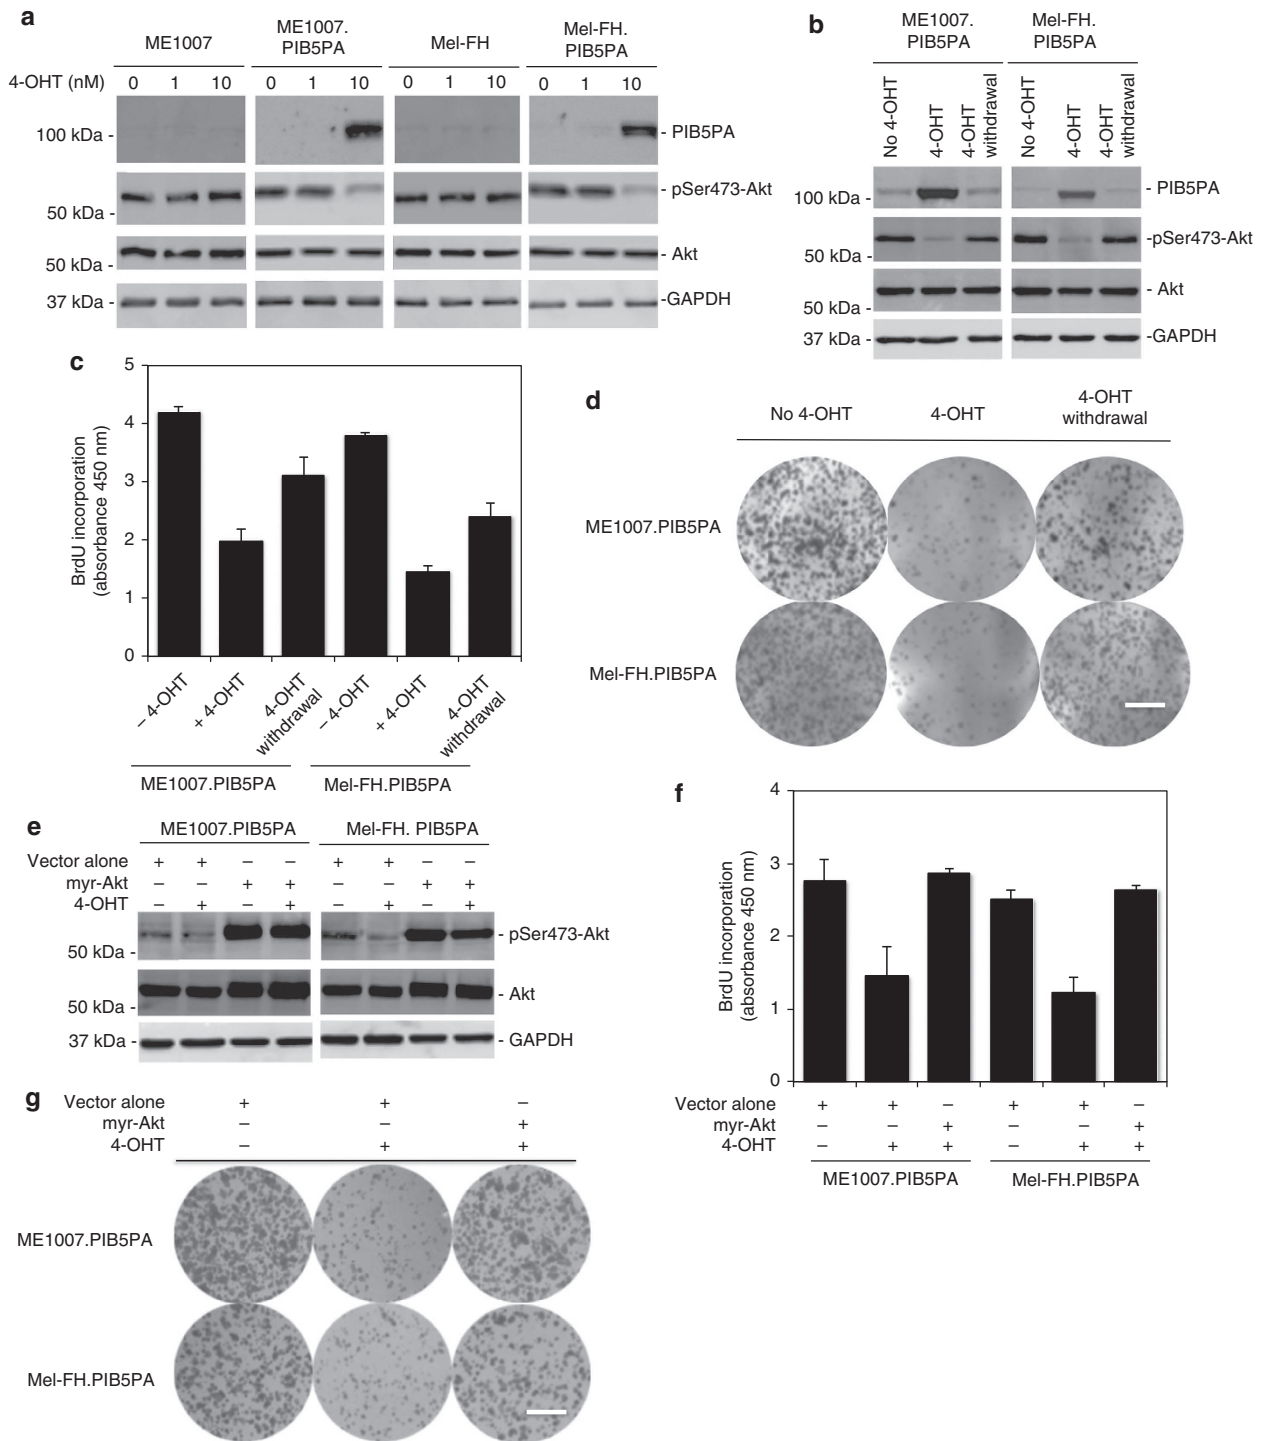 a
ME1007
ME1007.
PIB5PA
Mel-FH
Mel-FH.
PIB5PA
4-OHT (nM) 0 1 10 0 1 10 0 1 10 0 1 10
100 kDa -
- PIB5PA
50 kDa -
- pSer473-Akt
50 kDa -
- Akt
37 kDa -
-GAPDH
b
ME1007.
PIB5PA
Mel-FH.
PIB5PA
No 4-OHT
4-OHT
4-OHT
withdrawal
No 4-OHT
4-OHT
4-OHT
withdrawal
100 kDa -
- PIB5PA
50 kDa -
-pSer473-Akt
50 kDa -
- Akt
37 kDa -
-GAPDH
c
BrdU incorporation
(absorbance 450 nm)
5
4
3
2
1
0
– 4-OHT
+ 4-OHT
4-OHT
withdrawal
– 4-OHT
+ 4-OHT
4-OHT
withdrawal
ME1007.PIB5PA
Mel-FH.PIB5PA
d
No 4-OHT
4-OHT
4-OHT
withdrawal
ME1007.PIB5PA
Mel-FH.PIB5PA
e
ME1007.PIB5PA
Mel-FH. PIB5PA
Vector alone + + – – + + – –
myr-Akt – – + + – – + +
4-OHT – + – + – + – +
50 kDa -
- pSer473-Akt
50 kDa -
- Akt
37 kDa -
- GAPDH
f
BrdU incorporation
(absorbance 450 nm)
4
3
2
1
0
Vector alone + + – + + –
myr-Akt – – + – – +
4-OHT – + + – + +
ME1007.PIB5PA
Mel-FH.PIB5PA
g
Vector alone + + –
myr-Akt – – +
4-OHT – + +
ME1007.PIB5PA
Mel-FH.PIB5PA